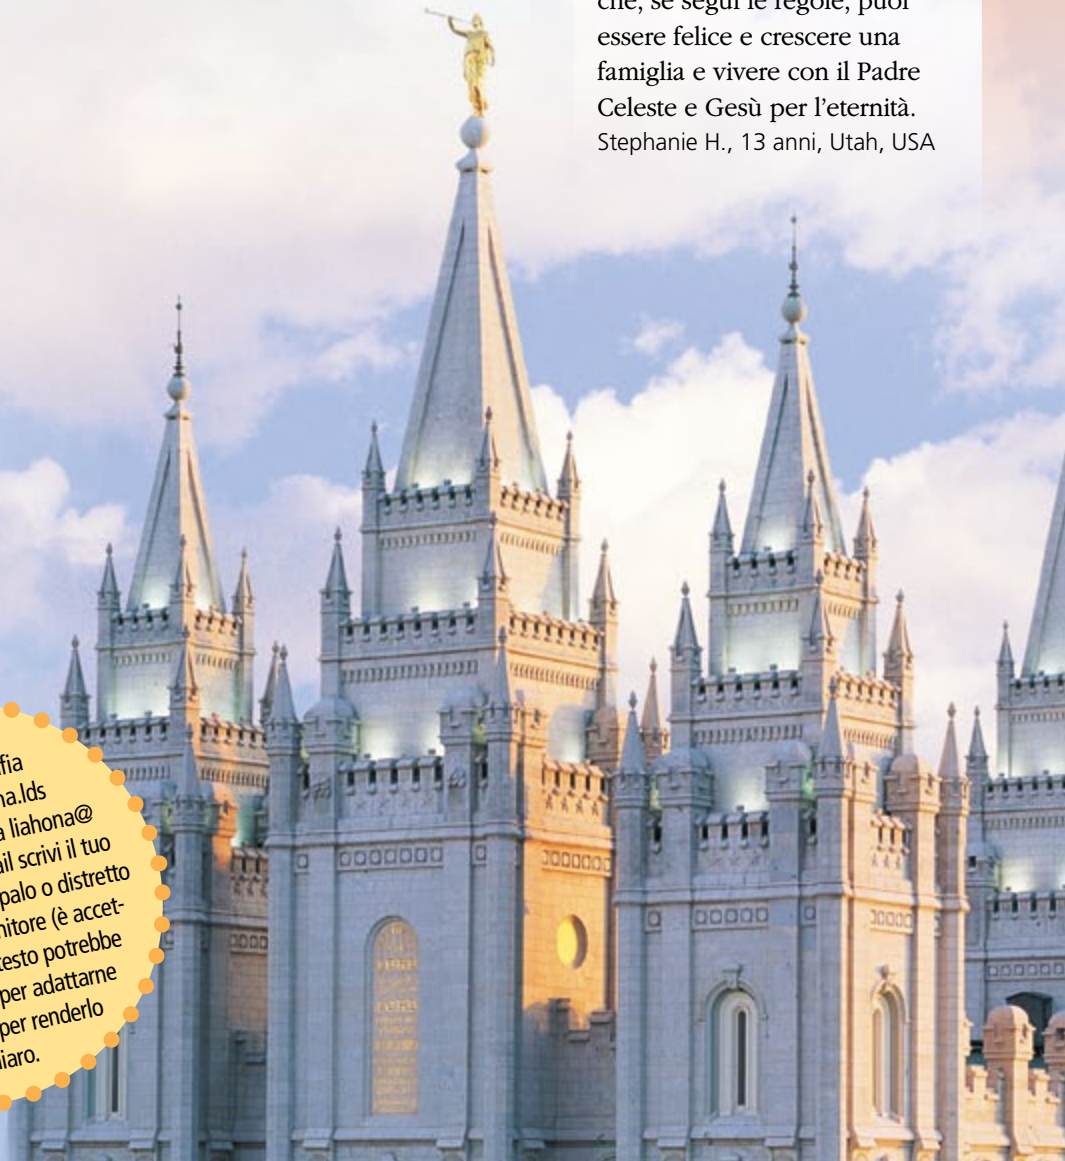 che, se segui le regole, puoi
essere felice e crescere una
famiglia e vivere con il Padre
Celeste e Gesù per l’eternità.
Stephanie H., 13 anni, Utah, USA
fia
na.lds
a liahona@
ail scrivi il tuo
palo o distretto
nitore (è accet-
testo potrebbe
per adattarne
per renderlo
iaro.